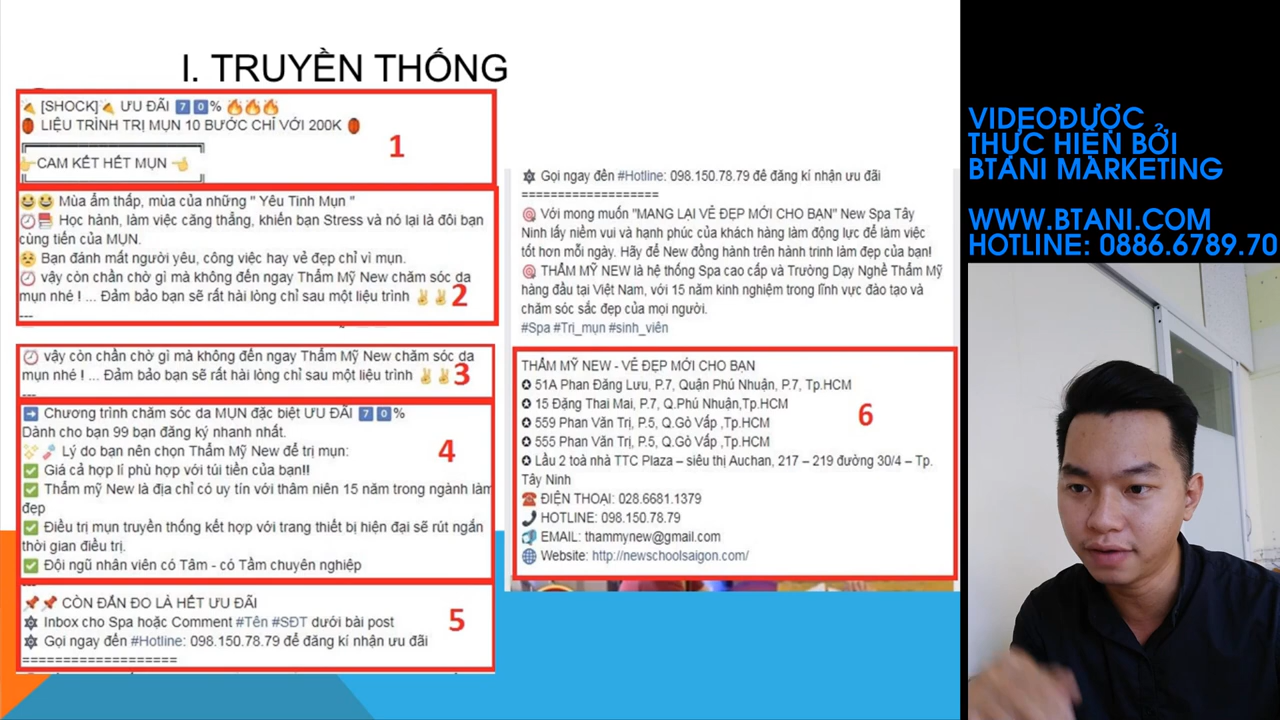 I. TRUYỀN THỐNG
[SHOCK] ƯU ĐÃI 70%
LIỆU TRÌNH TRỊ MỤN 10 BƯỚC CHỈ VỚI 200K
1
CAM KẾT HẾT MỤN
Mùa ẩm thấp, mùa của những " Yêu Tinh Mụn "
Học hành, làm việc căng thẳng, khiến bạn Stress và nó lại là đôi bạn
cùng tiến của MỤN.
Bạn đánh mất người yêu, công việc hay vẻ đẹp chỉ vì mụn.
vậy còn chần chờ gì mà không đến ngay Thẩm Mỹ New chăm sóc da
mụn nhé ! ... Đảm bảo bạn sẽ rất hài lòng chỉ sau một liệu trình
2
---
vậy còn chần chờ gì mà không đến ngay Thẩm Mỹ New chăm sóc da
mụn nhé ! ... Đảm bảo bạn sẽ rất hài lòng chỉ sau một liệu trình
3
---
Chương trình chăm sóc da MỤN đặc biệt ƯU ĐÃI 70%
Dành cho bạn 99 bạn đăng ký nhanh nhất.
Lý do bạn nên chọn Thẩm Mỹ New để trị mụn:
4
Giá cả hợp lí phù hợp với túi tiền của bạn!!
Thẩm mỹ New là địa chỉ có uy tín với thâm niên 15 năm trong ngành làm
đẹp
Điều trị mụn truyền thống kết hợp với trang thiết bị hiện đại sẽ rút ngắn
thời gian điều trị.
Đội ngũ nhân viên có Tâm - có Tầm chuyên nghiệp
---
CÒN ĐẮN ĐO LÀ HẾT ƯU ĐÃI
Inbox cho Spa hoặc Comment #Tên #SĐT dưới bài post
5
Gọi ngay đến #Hotline: 098.150.78.79 để đăng kí nhận ưu đãi
===================
Gọi ngay đến #Hotline: 098.150.78.79 để đăng kí nhận ưu đãi
===================
Với mong muốn "MANG LẠI VẺ ĐẸP MỚI CHO BẠN" New Spa Tây
Ninh lấy niềm vui và hạnh phúc của khách hàng làm động lực để làm việc
tốt hơn mỗi ngày. Hãy để New đồng hành trên hành trình làm đẹp của bạn!
THẨM MỸ NEW là hệ thống Spa cao cấp và Trường Dạy Nghề Thẩm Mỹ
hàng đầu tại Việt Nam, với 15 năm kinh nghiệm trong lĩnh vực đào tạo và
chăm sóc sắc đẹp của mọi người.
#Spa #Trị_mụn #sinh_viên
THẨM MỸ NEW - VẺ ĐẸP MỚI CHO BẠN
51A Phan Đăng Lưu, P.7, Quận Phú Nhuận, P.7, Tp.HCM
15 Đặng Thai Mai, P.7, Q.Phú Nhuận,Tp.HCM
6
559 Phan Văn Trị, P.5, Q.Gò Vấp ,Tp.HCM
555 Phan Văn Trị, P.5, Q.Gò Vấp ,Tp.HCM
Lầu 2 toà nhà TTC Plaza – siêu thị Auchan, 217 – 219 đường 30/4 – Tp.
Tây Ninh
ĐIỆN THOẠI: 028.6681.1379
HOTLINE: 098.150.78.79
EMAIL: thammynew@gmail.com
Website: http://newschoolsaigon.com/
VIDEO ĐƯỢC
THỰC HIỆN BỞI
BTANI MARKETING
WWW.BTANI.COM
HOTLINE: 0886.6789.70